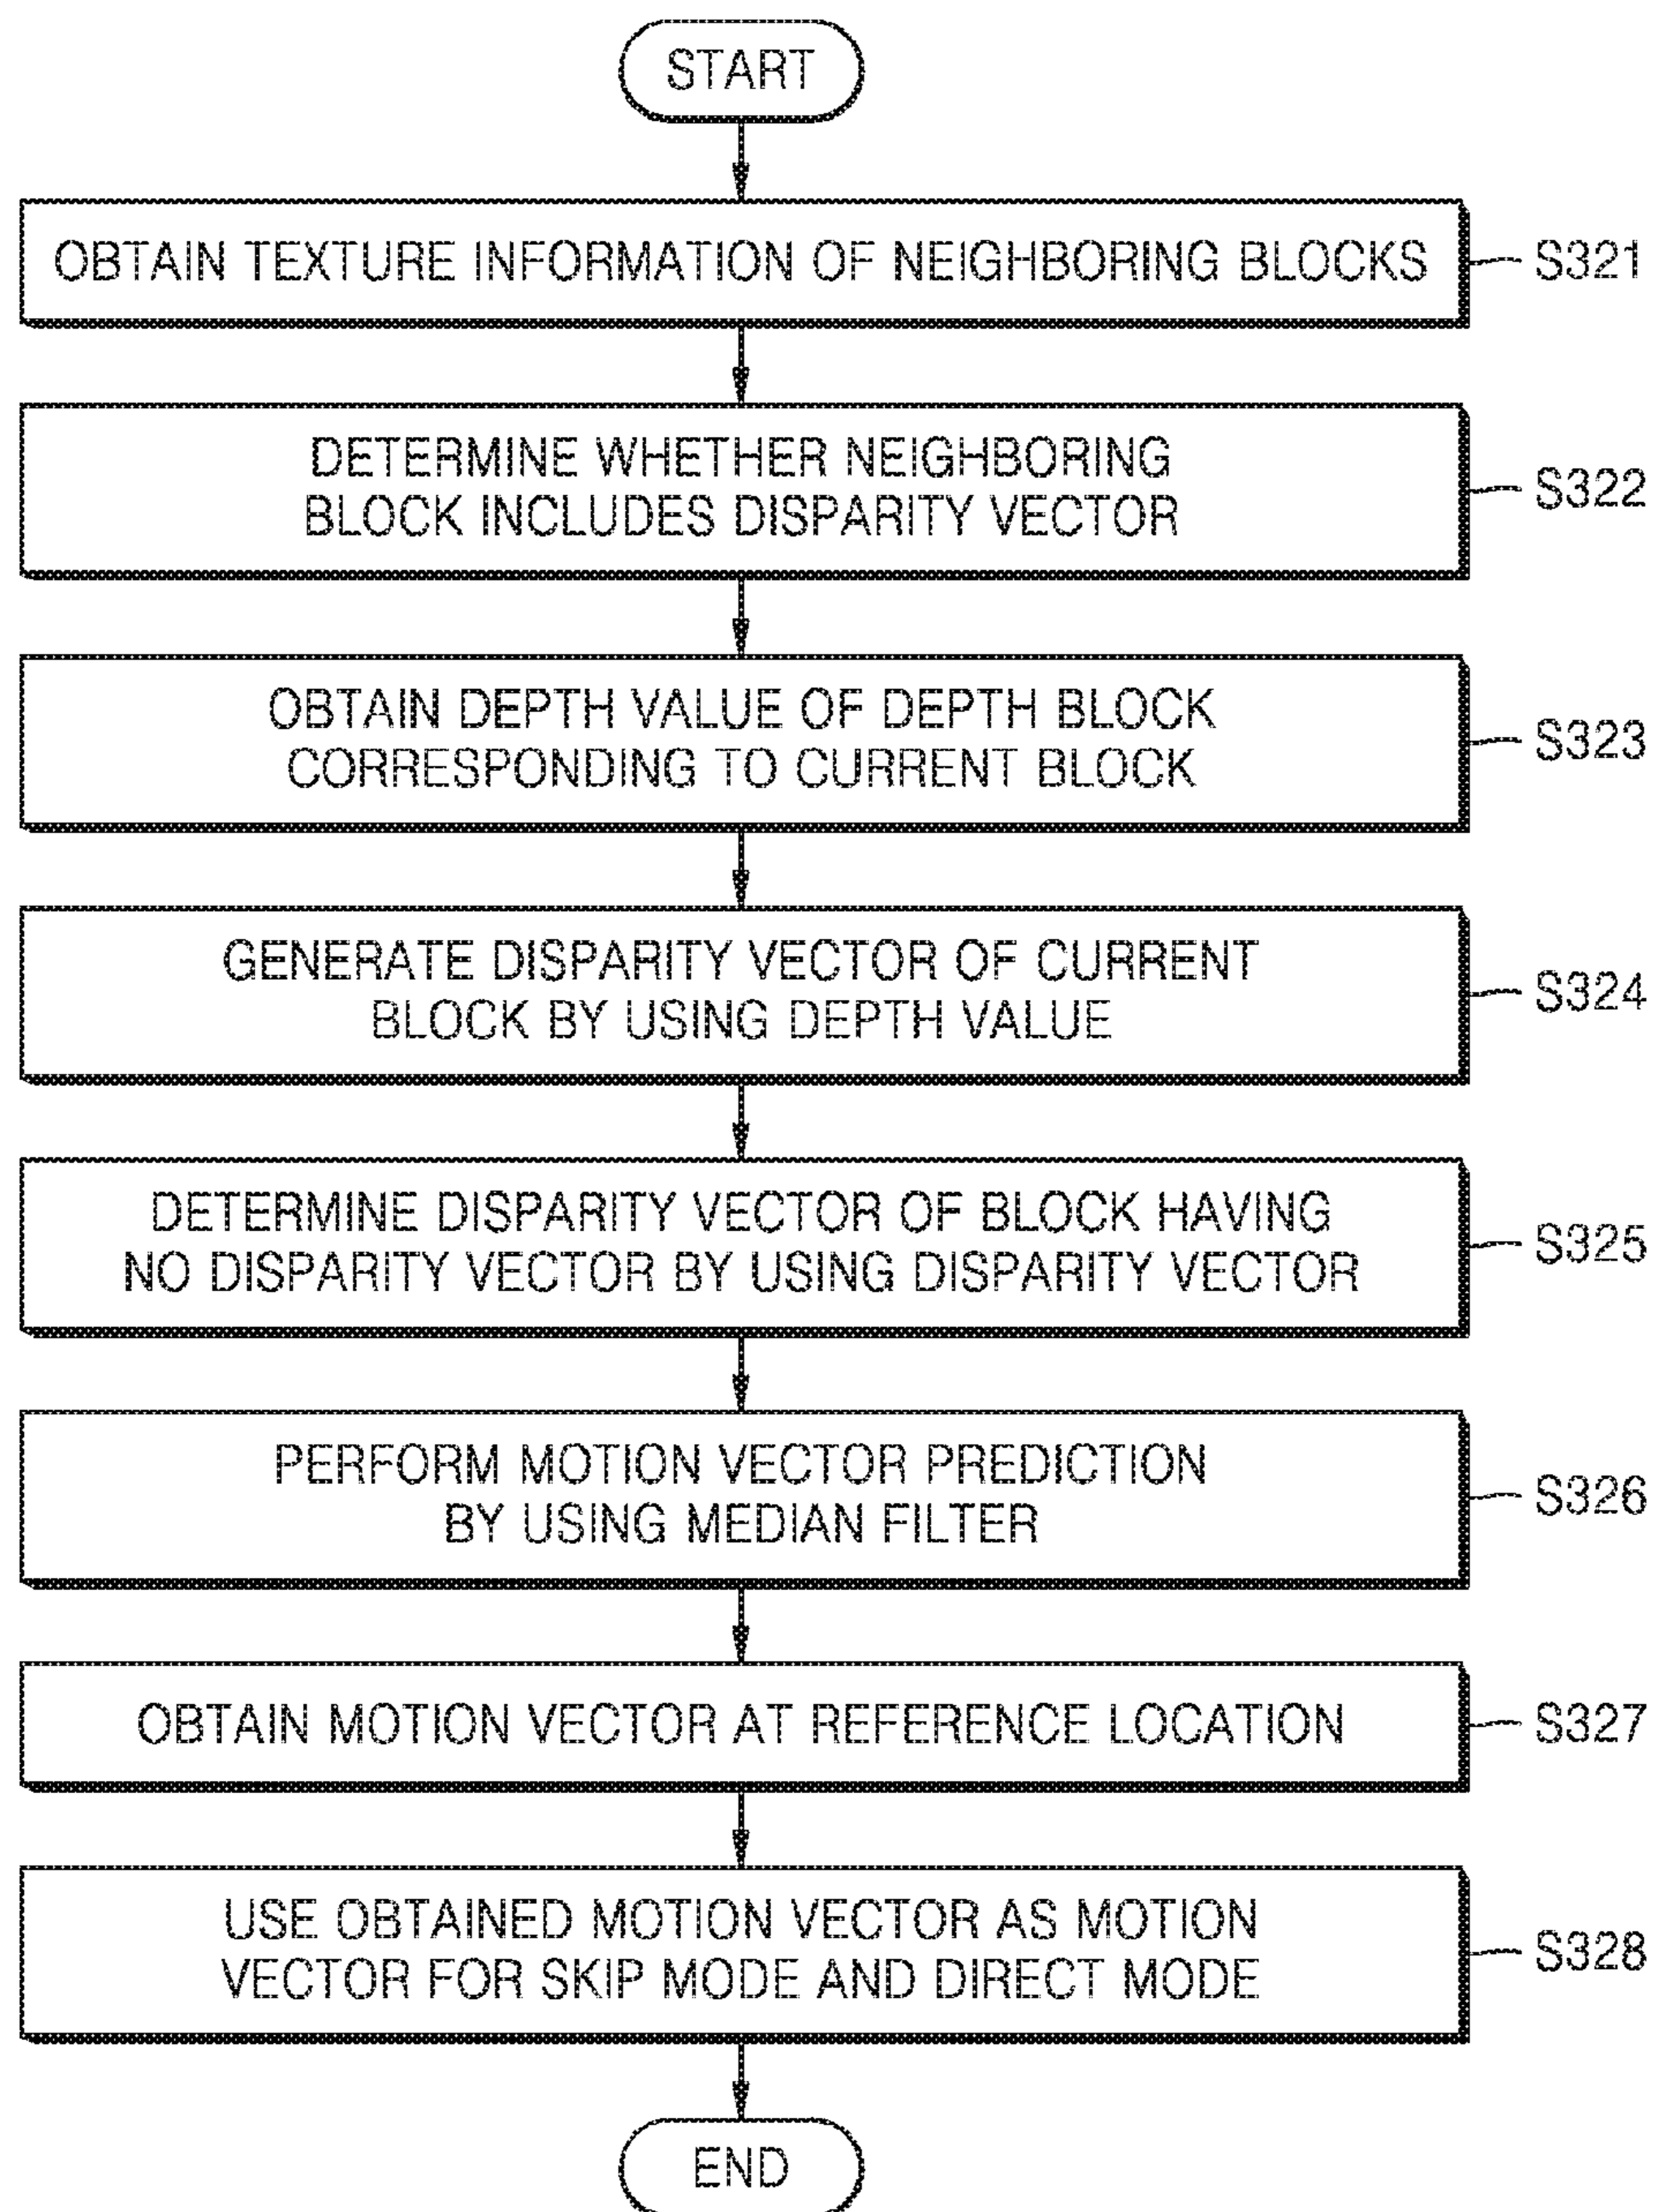 START
OBTAIN TEXTURE INFORMATION OF NEIGHBORING BLOCKS
S321
DETERMINE WHETHER NEIGHBORING
BLOCK INCLUDES DISPARITY VECTOR
S322
OBTAIN DEPTH VALUE OF DEPTH BLOCK
CORRESPONDING TO CURRENT BLOCK
S323
GENERATE DISPARITY VECTOR OF CURRENT
BLOCK BY USING DEPTH VALUE
S324
DETERMINE DISPARITY VECTOR OF BLOCK HAVING
NO DISPARITY VECTOR BY USING DISPARITY VECTOR
S325
PERFORM MOTION VECTOR PREDICTION
BY USING MEDIAN FILTER
S326
OBTAIN MOTION VECTOR AT REFERENCE LOCATION
S327
USE OBTAINED MOTION VECTOR AS MOTION
VECTOR FOR SKIP MODE AND DIRECT MODE
S328
END